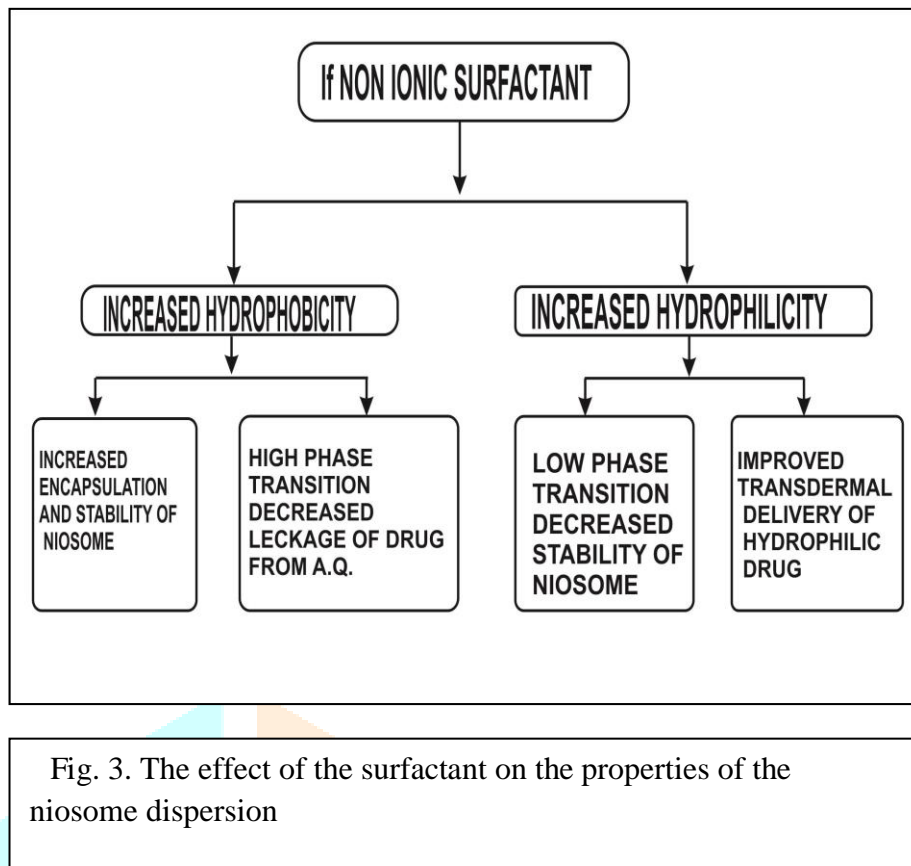 If NON IONIC SURFACTANT
INCREASED HYDROPHOBICITY
INCREASED HYDROPHILICITY
INCREASED
ENCAPSULATION
AND STABILITY OF
NIOSOME
HIGH PHASE
TRANSITION
DECREASED
LECKAGE OF DRUG
FROM A.Q.
LOW PHASE
TRANSITION
DECREASED
STABILITY OF
NIOSOME
IMPROVED
TRANSDERMAL
DELIVERY OF
HYDROPHILIC
DRUG
Fig. 3. The effect of the surfactant on the properties of the
niosome dispersion